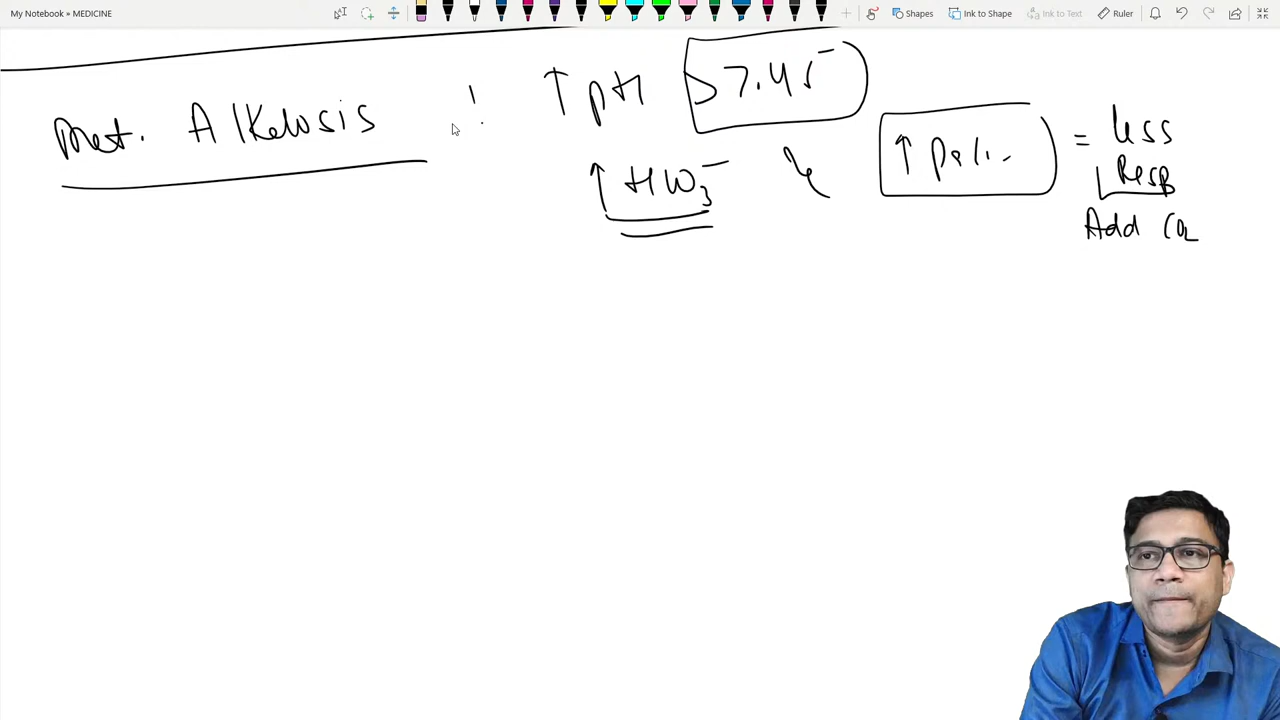 My Notebook » MEDICINE
Shapes
Ink to Shape
Ink to Text
Ruler
Met. Alkalosis : ↑ pH >7.45
↑ HCO3⁻ = less
Resp
Add CO2